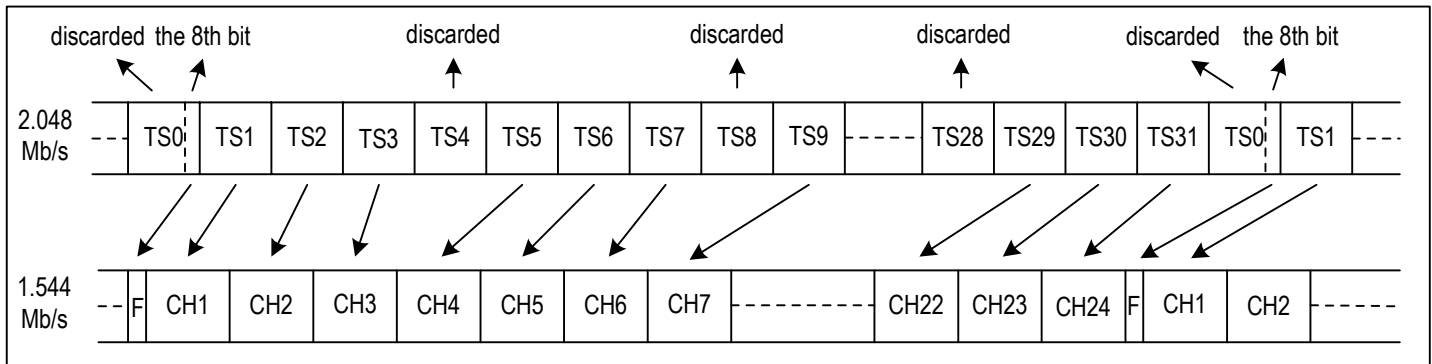 discarded the 8th bit discarded discarded discarded discarded the 8th bit
2.048
Mb/s
TS0 TS1 TS2 TS3 TS4 TS5 TS6 TS7 TS8 TS9 TS28 TS29 TS30 TS31 TS0 TS1
1.544
Mb/s
F CH1 CH2 CH3 CH4 CH5 CH6 CH7 CH22 CH23 CH24 F CH1 CH2